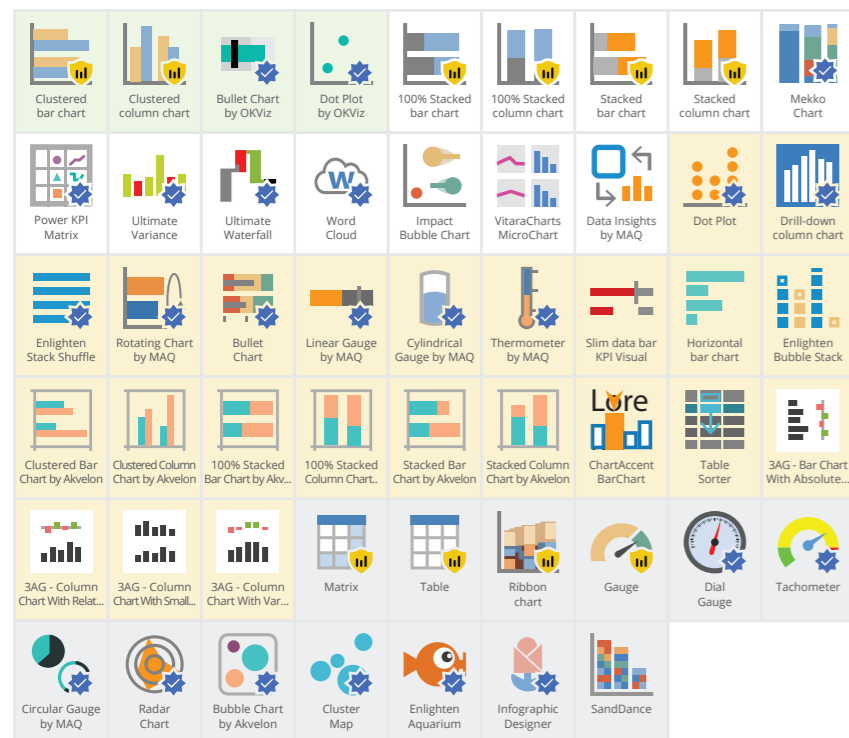 Clustered
bar chart
Clustered
column chart
Bullet Chart
by OKViz
Dot Plot
by OKViz
100% Stacked
bar chart
100% Stacked
column chart
Stacked
bar chart
Stacked
column chart
Mekko
Chart
Power KPI
Matrix
Ultimate
Variance
Ultimate
Waterfall
W
Word
Cloud
Impact
Bubble Chart
VitaraCharts
MicroChart
Data Insights
by MAQ
Dot Plot
Drill-down
column chart
Enlighten
Stack Shuffle
Rotating Chart
by MAQ
Bullet
Chart
Linear Gauge
by MAQ
Cylindrical
Gauge by MAQ
Thermometer
by MAQ
Slim data bar
KPI Visual
Horizontal
bar chart
Enlighten
Bubble Stack
Clustered Bar
Chart by Akvelon
Clustered Column
Chart by Akvelon
100% Stacked
Bar Chart by Akv...
100% Stacked
Column Chart..
Stacked Bar
Chart by Akvelon
Stacked Column
Chart by Akvelon
Lore
ChartAccent
BarChart
Table
Sorter
3AG - Bar Chart
With Absolute...
3AG - Column
Chart With Relat...
3AG - Column
Chart With Small...
3AG - Column
Chart With Var...
Matrix
Table
Ribbon
chart
Gauge
Dial
Gauge
Tachometer
Circular Gauge
by MAQ
Radar
Chart
Bubble Chart
by Akvelon
Cluster
Map
Enlighten
Aquarium
Infographic
Designer
SandDance